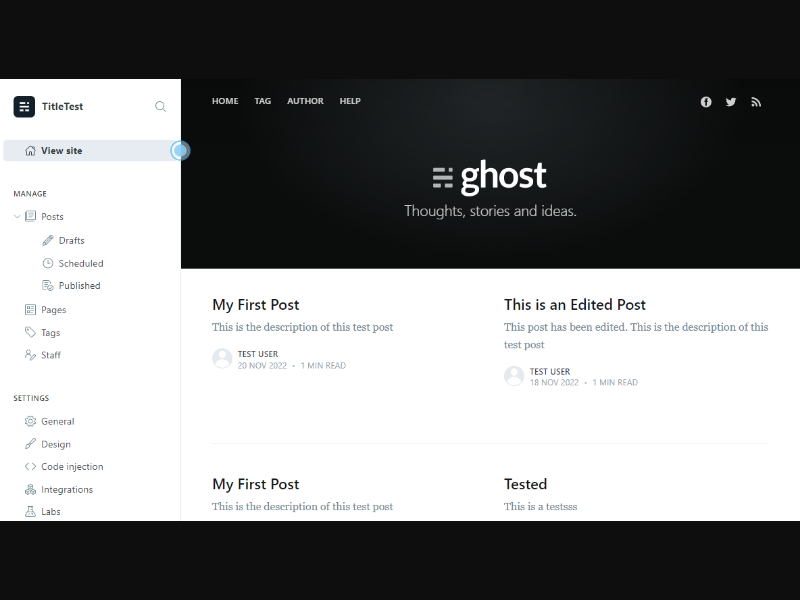 TitleTest
View site
MANAGE
Posts
Drafts
Scheduled
Published
Pages
Tags
Staff
SETTINGS
General
Design
Code injection
Integrations
Labs
HOME TAG AUTHOR HELP
ghost
Thoughts, stories and ideas.
My First Post
This is the description of this test post
TEST USER
20 NOV 2022 • 1 MIN READ
This is an Edited Post
This post has been edited. This is the description of this
test post
TEST USER
18 NOV 2022 • 1 MIN READ
My First Post
This is the description of this test post
Tested
This is a testsss